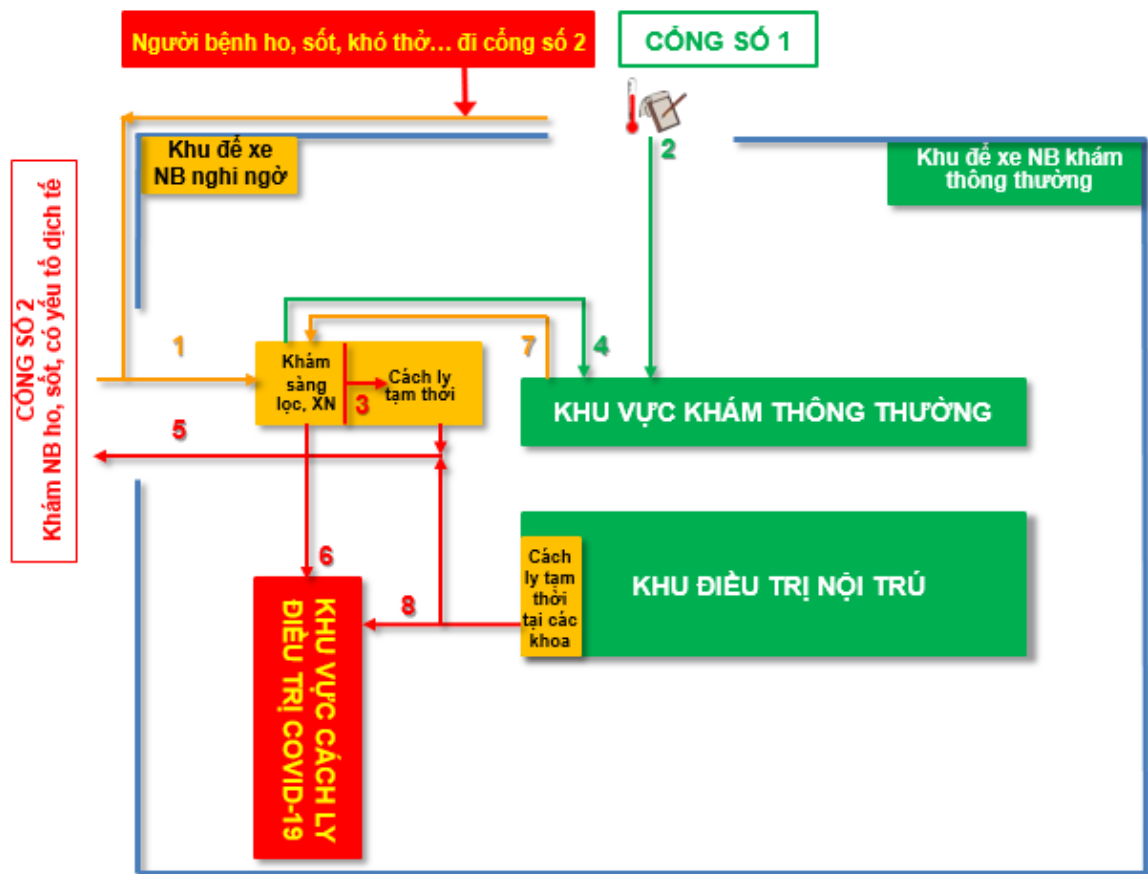 Người bệnh ho, sốt, khó thở... đi cổng số 2
CỔNG SỐ 1
2
Khu để xe
NB nghi ngờ
Khu để xe NB khám
thông thường
CỔNG SỐ 2
Khám NB ho, sốt, có yếu tố dịch tễ
1
7
4
Khám
sàng
lọc, XN
3
Cách ly
tạm thời
KHU VỰC KHÁM THÔNG THƯỜNG
5
6
Cách
ly tạm
thời
tại các
khoa
KHU ĐIỀU TRỊ NỘI TRÚ
8
KHU VỰC CÁCH LY
ĐIỀU TRỊ COVID-19